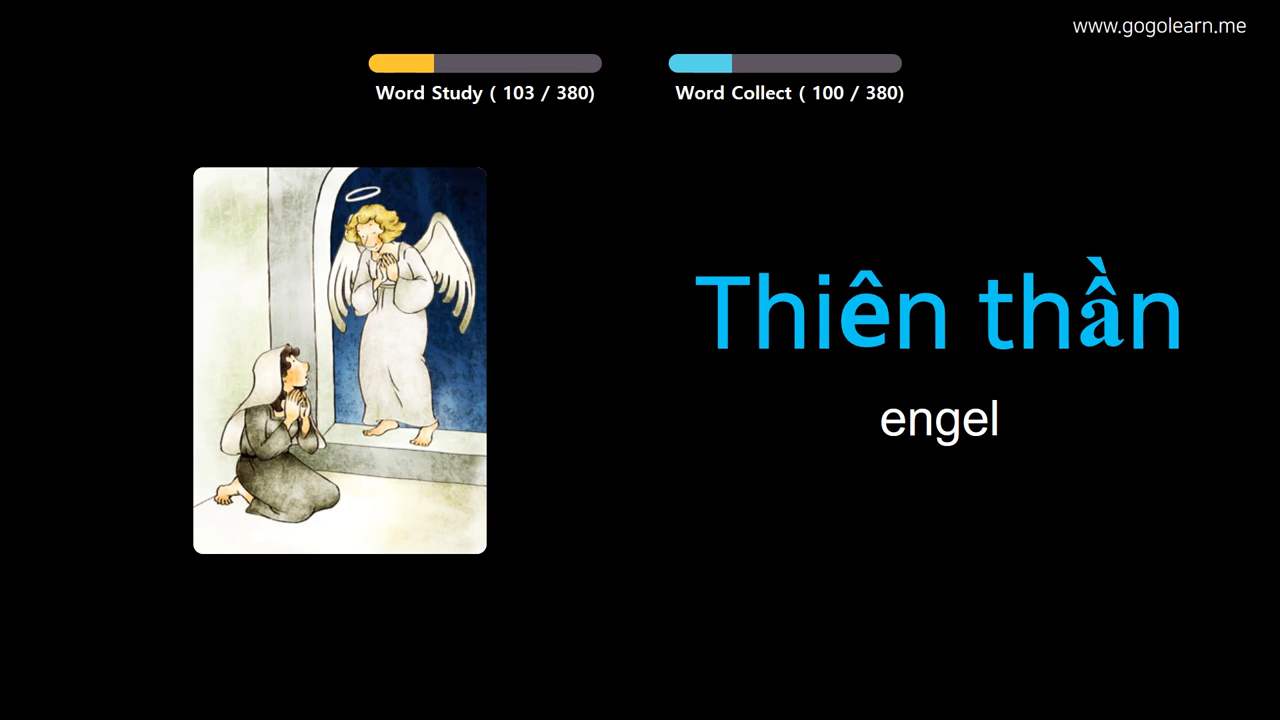 www.gogolearn.me
Word Study ( 103 / 380)
Word Collect ( 100 / 380)
Thiên thần
engel